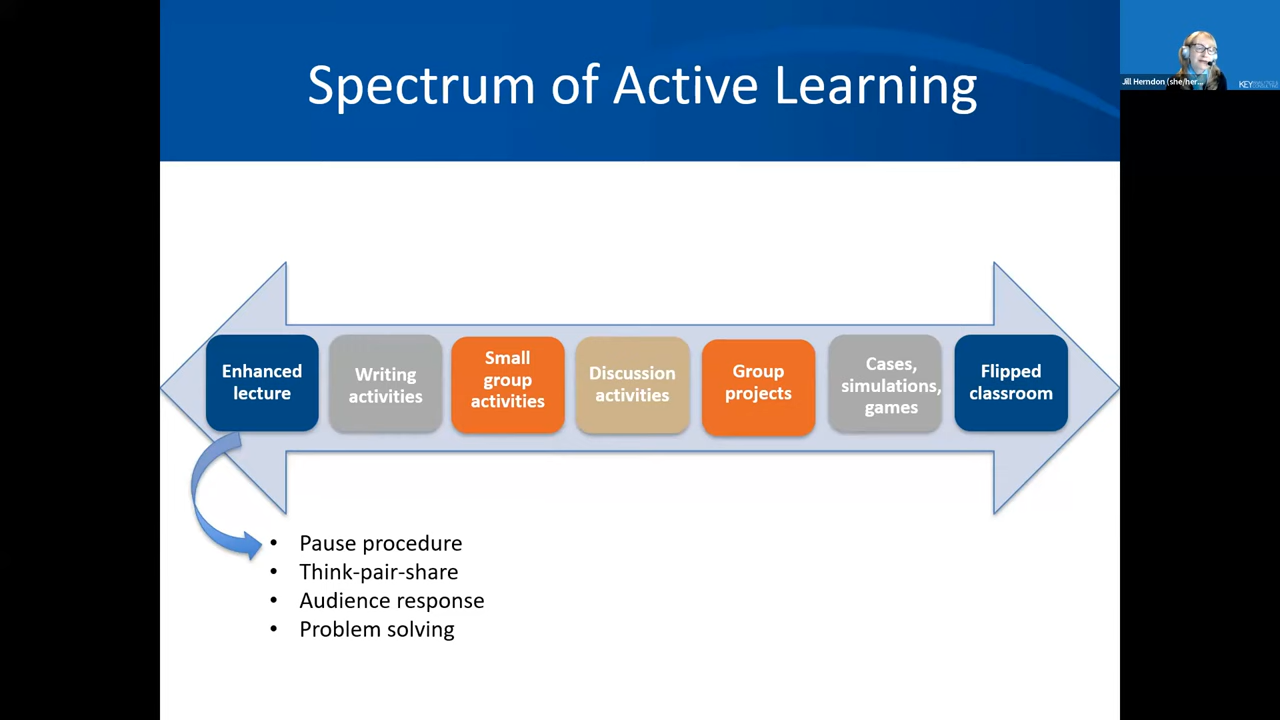 Spectrum of Active Learning
Jill Herndon (she/her...
KEY
Enhanced
lecture
Writing
activities
Small
group
activities
Discussion
activities
Group
projects
Cases,
simulations,
games
Flipped
classroom
• Pause procedure
• Think-pair-share
• Audience response
• Problem solving